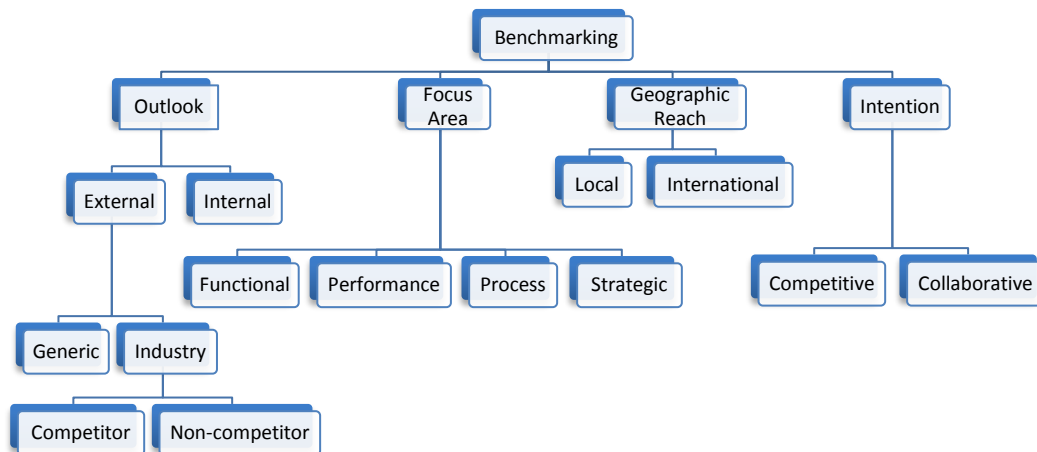 Benchmarking
Outlook
Focus
Area
Geographic
Reach
Intention
External
Internal
Local
International
Functional
Performance
Process
Strategic
Competitive
Collaborative
Generic
Industry
Competitor
Non-competitor